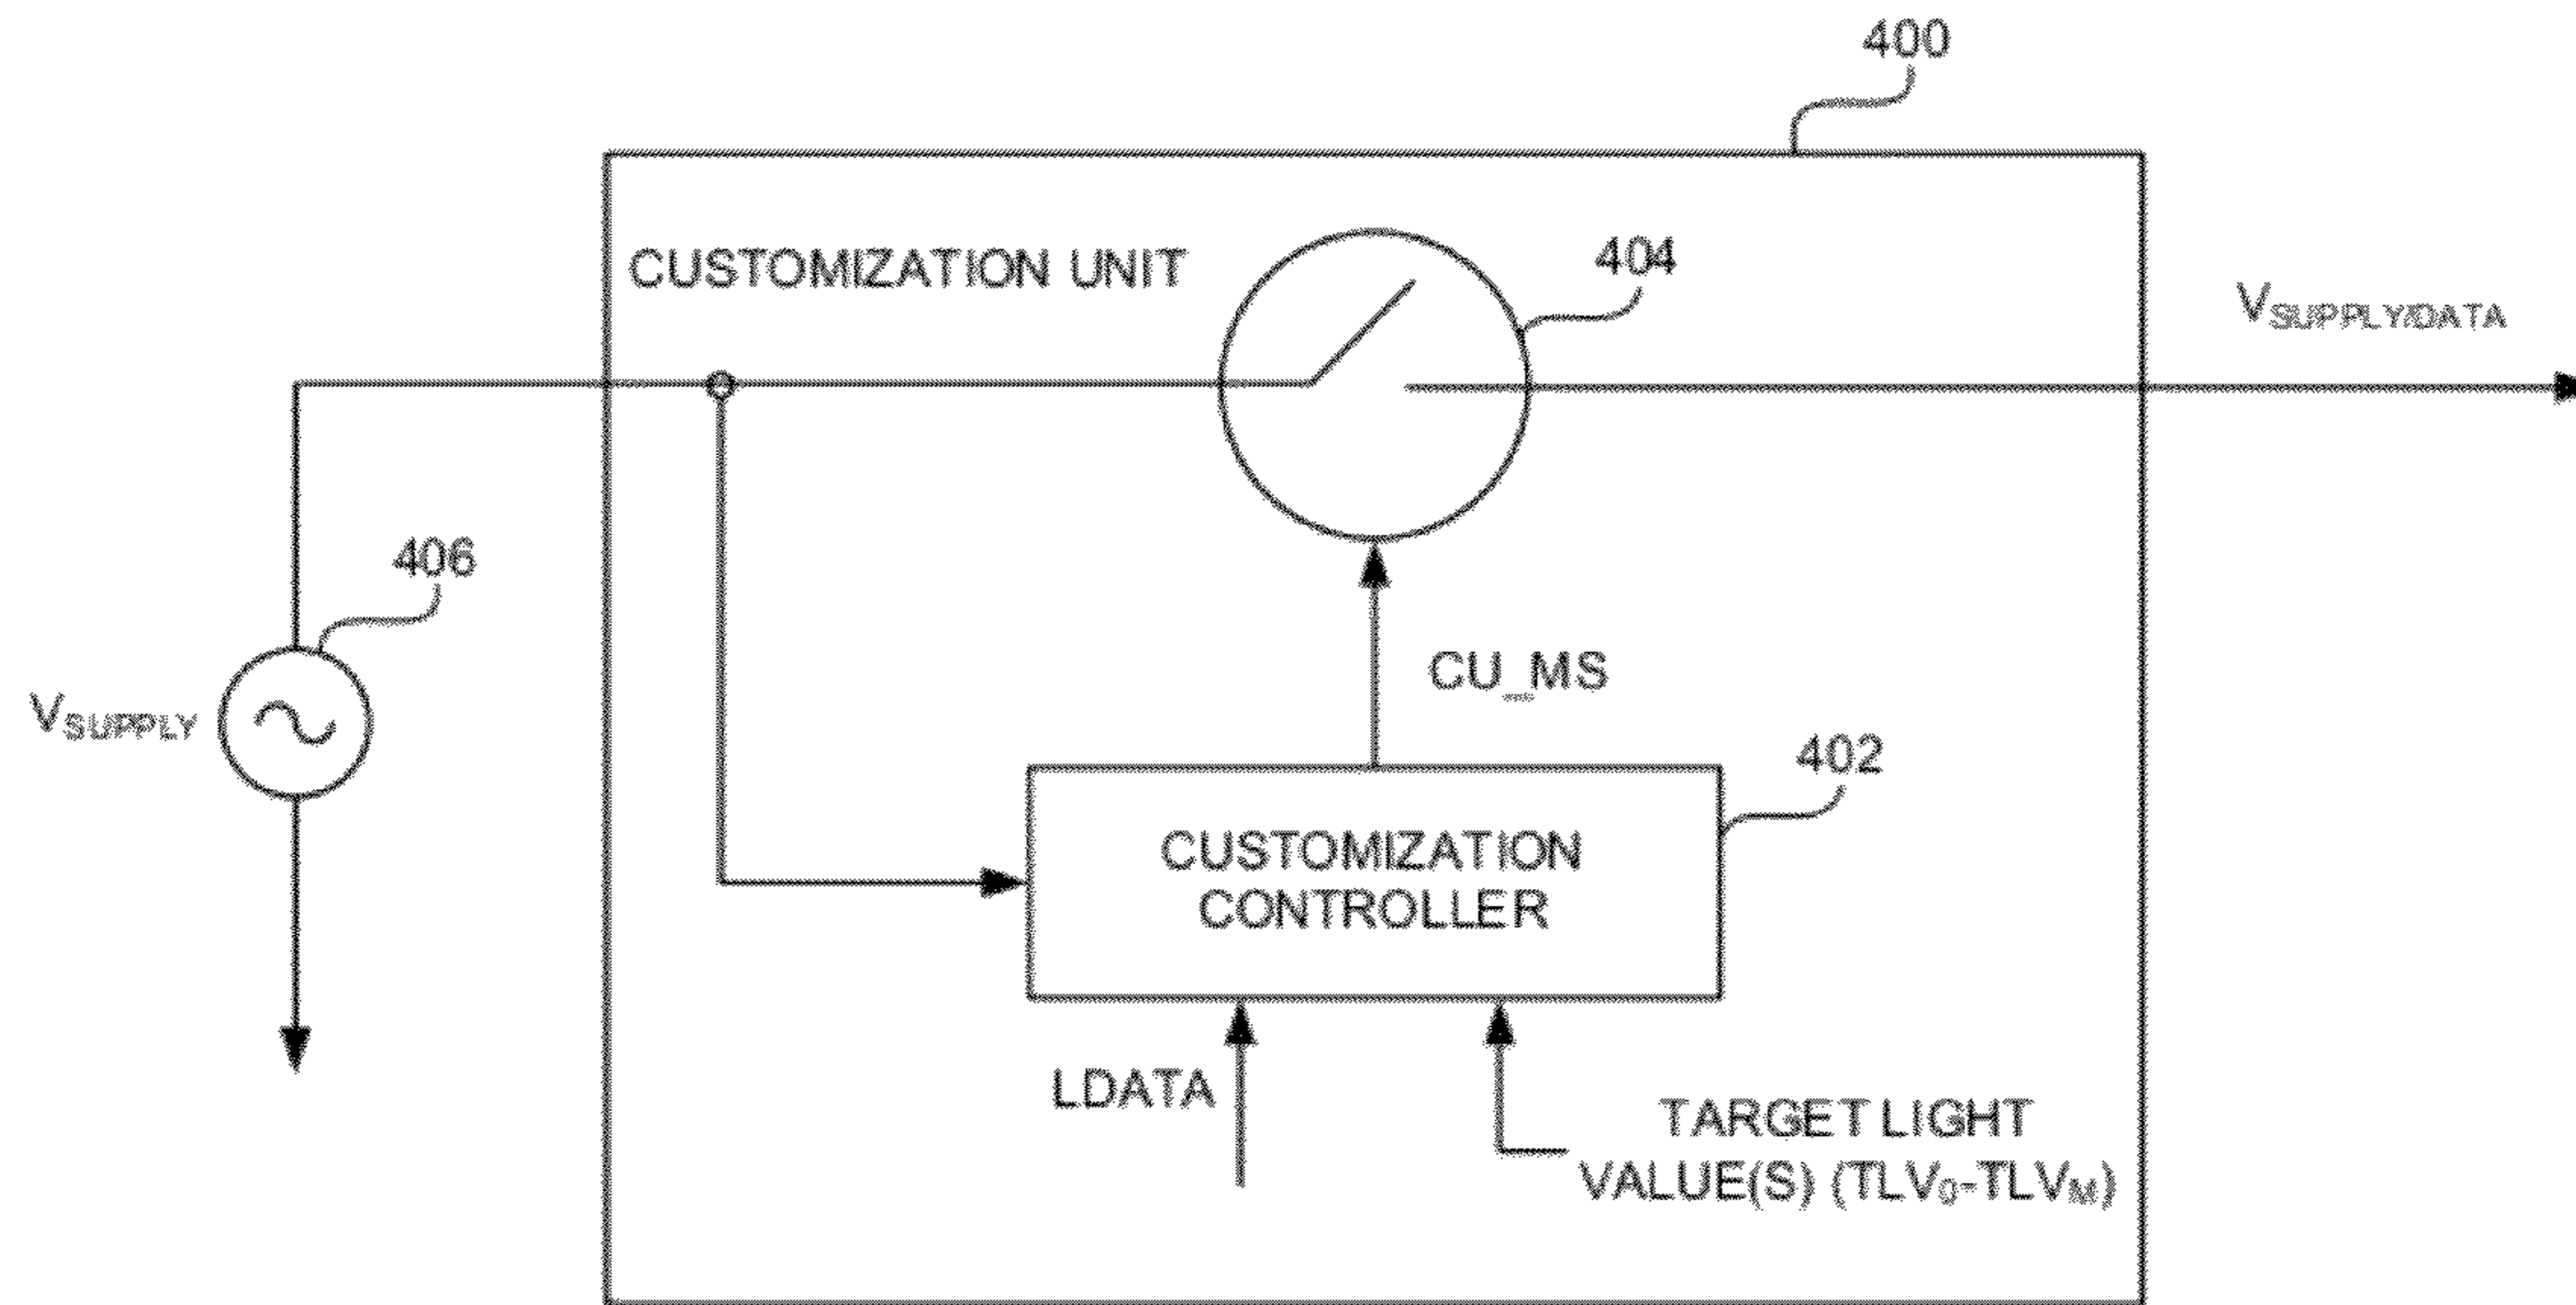 400
CUSTOMIZATION UNIT
404
VSUPPLY/DATA
406
VSUPPLY
CU_MS
402
CUSTOMIZATION
CONTROLLER
LDATA
TARGET LIGHT
VALUE(S) (TLV0-TLVM)